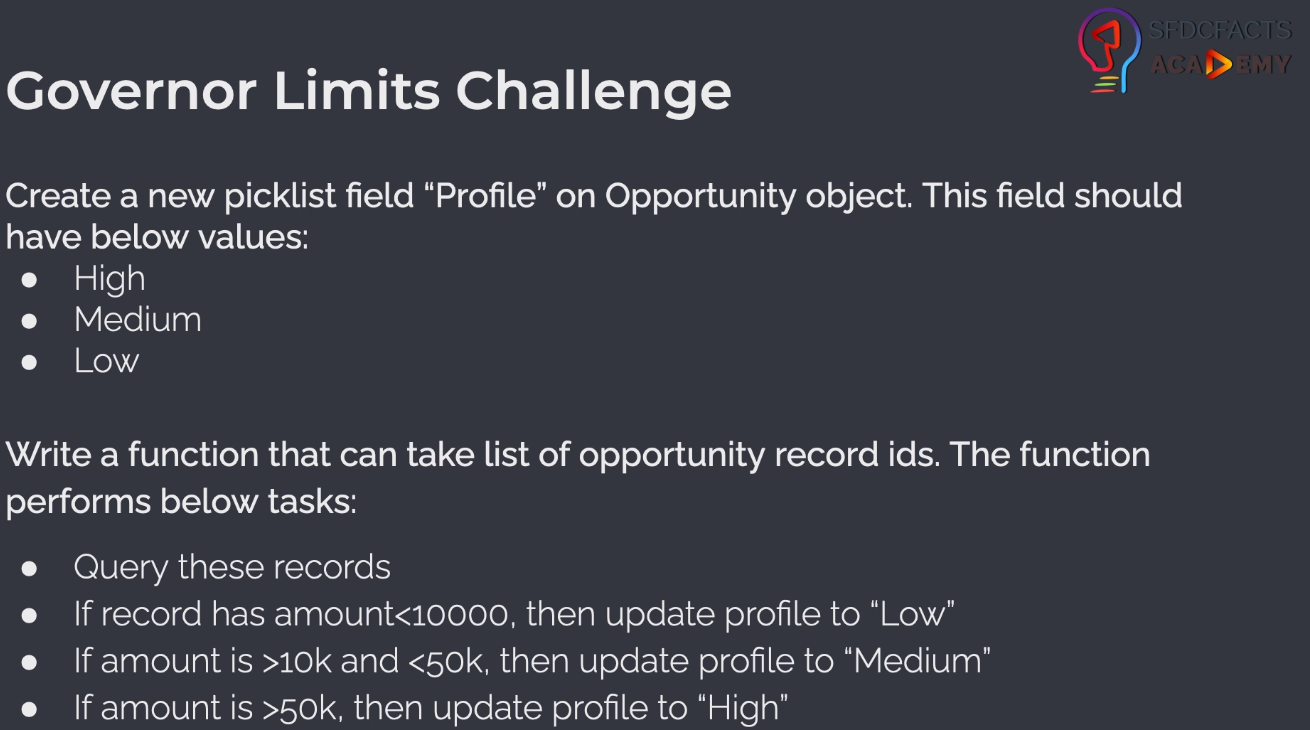 SFDCFACTS
ACADEMY
Governor Limits Challenge
Create a new picklist field “Profile” on Opportunity object. This field should
have below values:
● High
● Medium
● Low
Write a function that can take list of opportunity record ids. The function
performs below tasks:
● Query these records
● If record has amount<10000, then update profile to “Low”
● If amount is >10k and <50k, then update profile to “Medium”
● If amount is >50k, then update profile to “High”